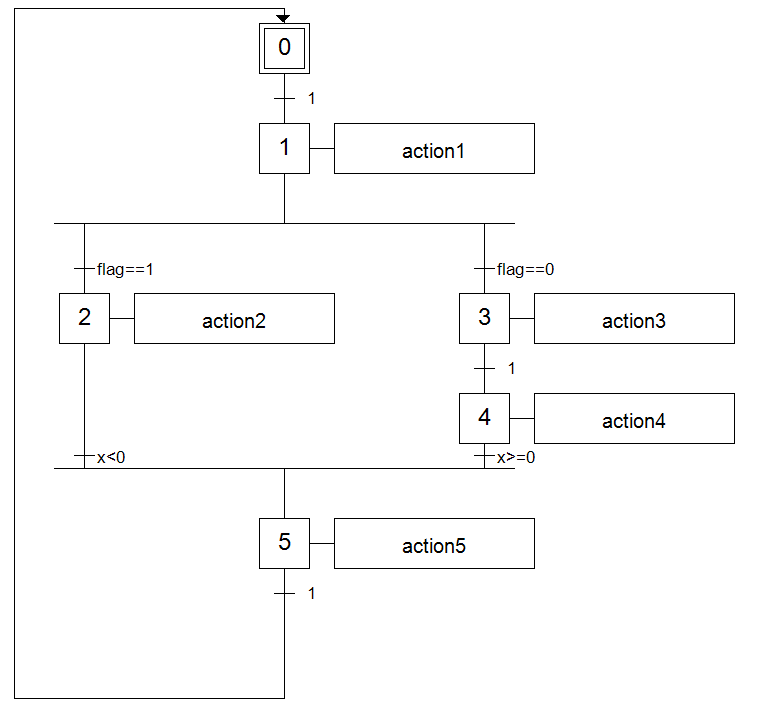 0
1
1
action1
flag==1
flag==0
2
action2
3
action3
1
4
action4
x<0
x>=0
5
action5
1